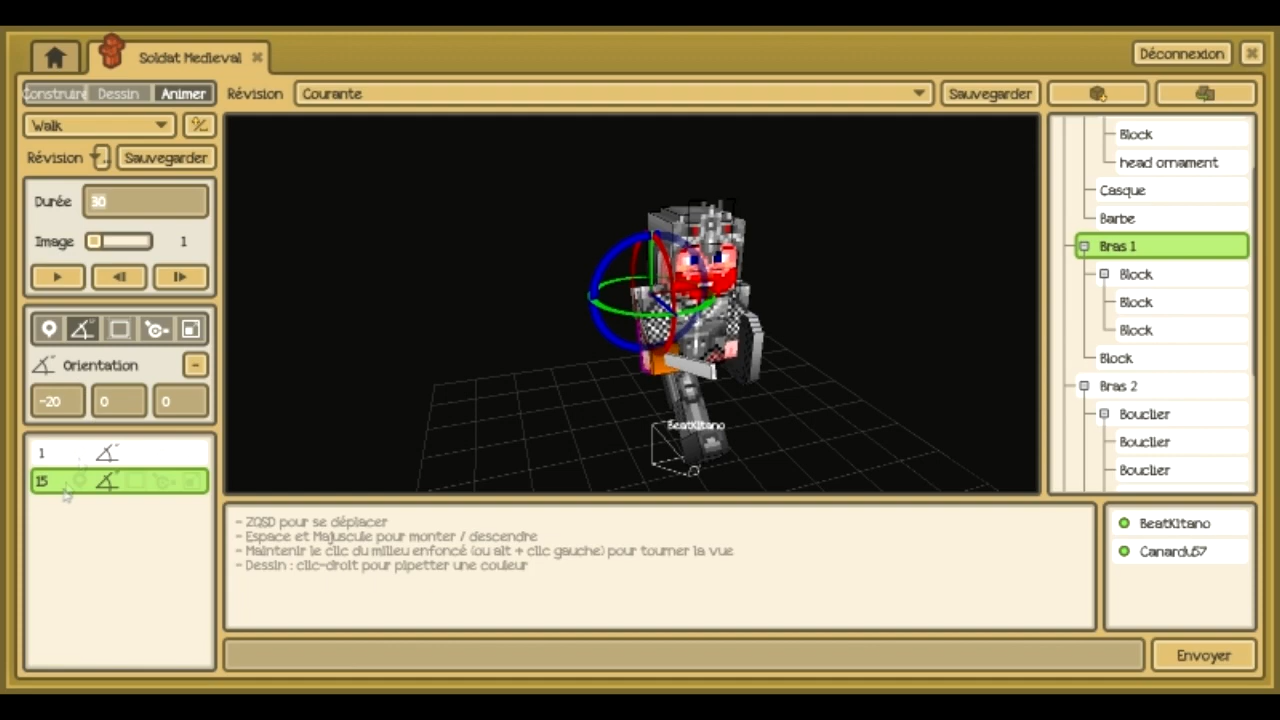 Soldat Medieval
Déconnexion
Construire Dessin Animer
Révision
Courante
Sauvegarder
Walk
Révision
...
Sauvegarder
Durée 30
Image 1
Orientation
-20 0 0
1
15
BeatKitano
Block
head ornament
Casque
Barbe
Bras 1
Block
Block
Block
Block
Bras 2
Bouclier
Bouclier
Bouclier
- ZQSD pour se déplacer
- Espace et Majuscule pour monter / descendre
- Maintenir le clic du milieu enfoncé (ou alt + clic gauche) pour tourner la vue
- Dessin : clic-droit pour pipetter une couleur
BeatKitano
Canardu57
Envoyer